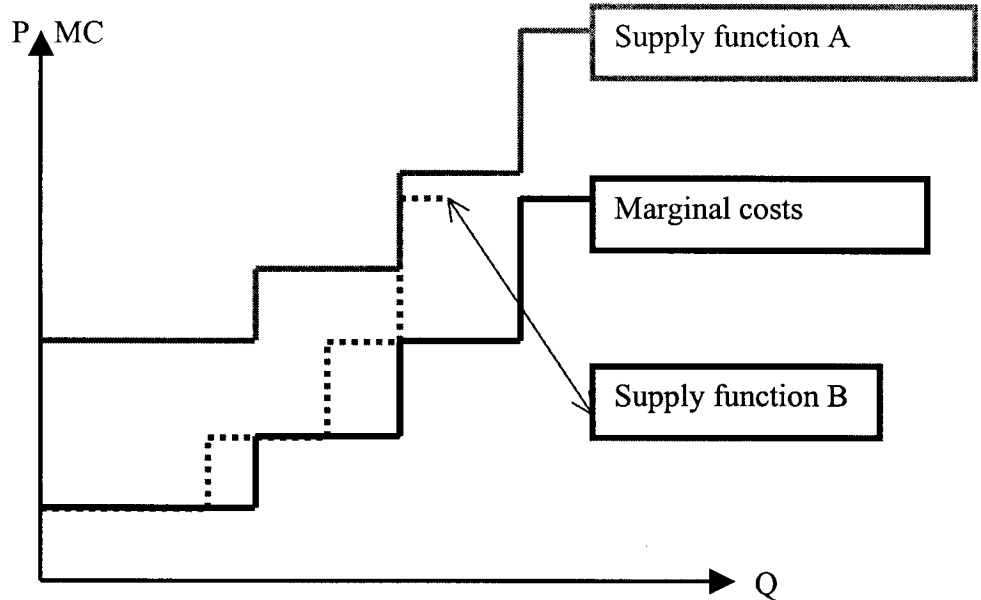 P MC
Supply function A
Marginal costs
Supply function B
Q